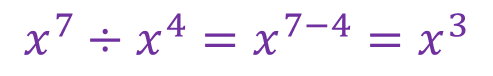 x⁷ ÷ x⁴ = x⁷⁻⁴ = x³